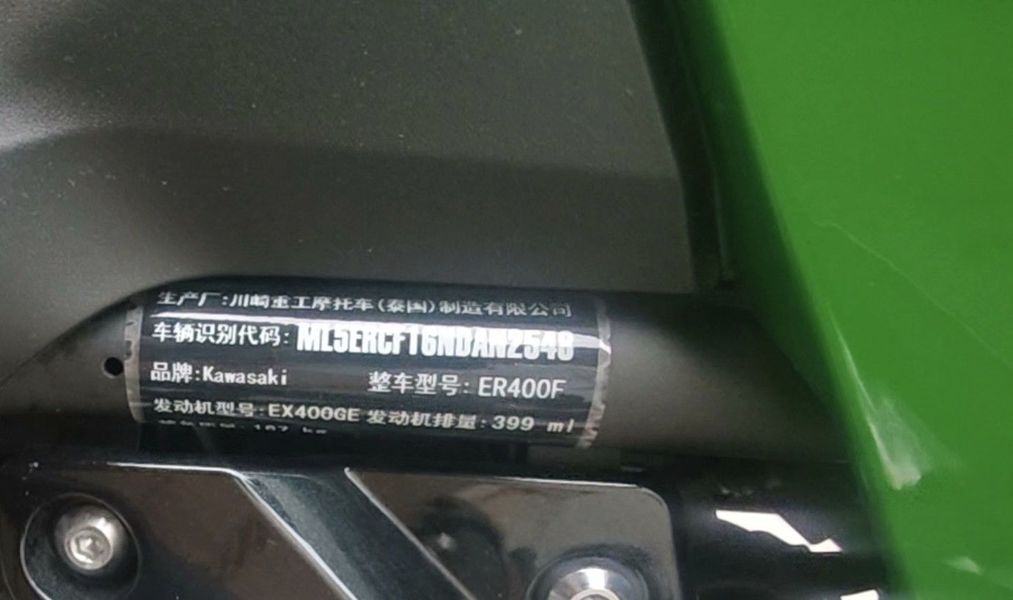 生产厂:川崎重工摩托车(泰国)制造有限公司
车辆识别代码: ML5ERCF16NDAN2548
品牌:Kawasaki 整车型号: ER400F
发动机型号:EX400GE 发动机排量:399 ml